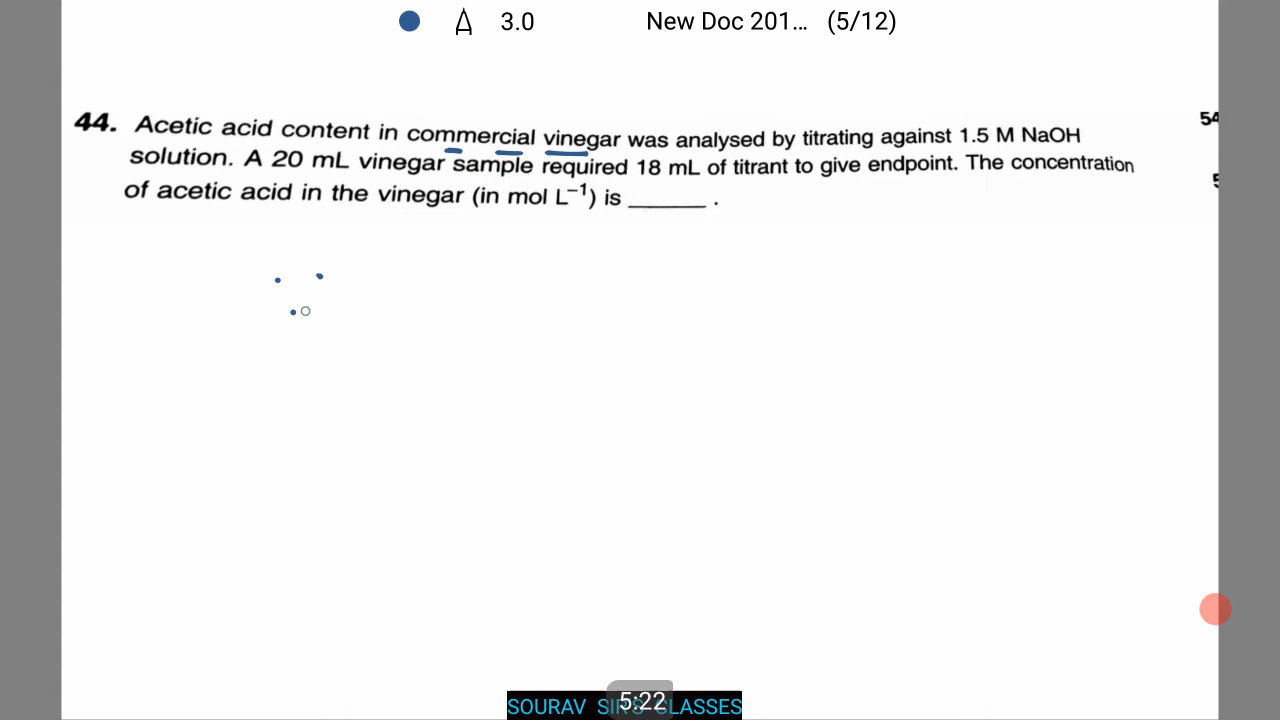 3.0 New Doc 201... (5/12)
44. Acetic acid content in commercial vinegar was analysed by titrating against 1.5 M NaOH
solution. A 20 mL vinegar sample required 18 mL of titrant to give endpoint. The concentration
of acetic acid in the vinegar (in mol L⁻¹) is ______ .
54
5:22
SOURAV SIR'S CLASSES